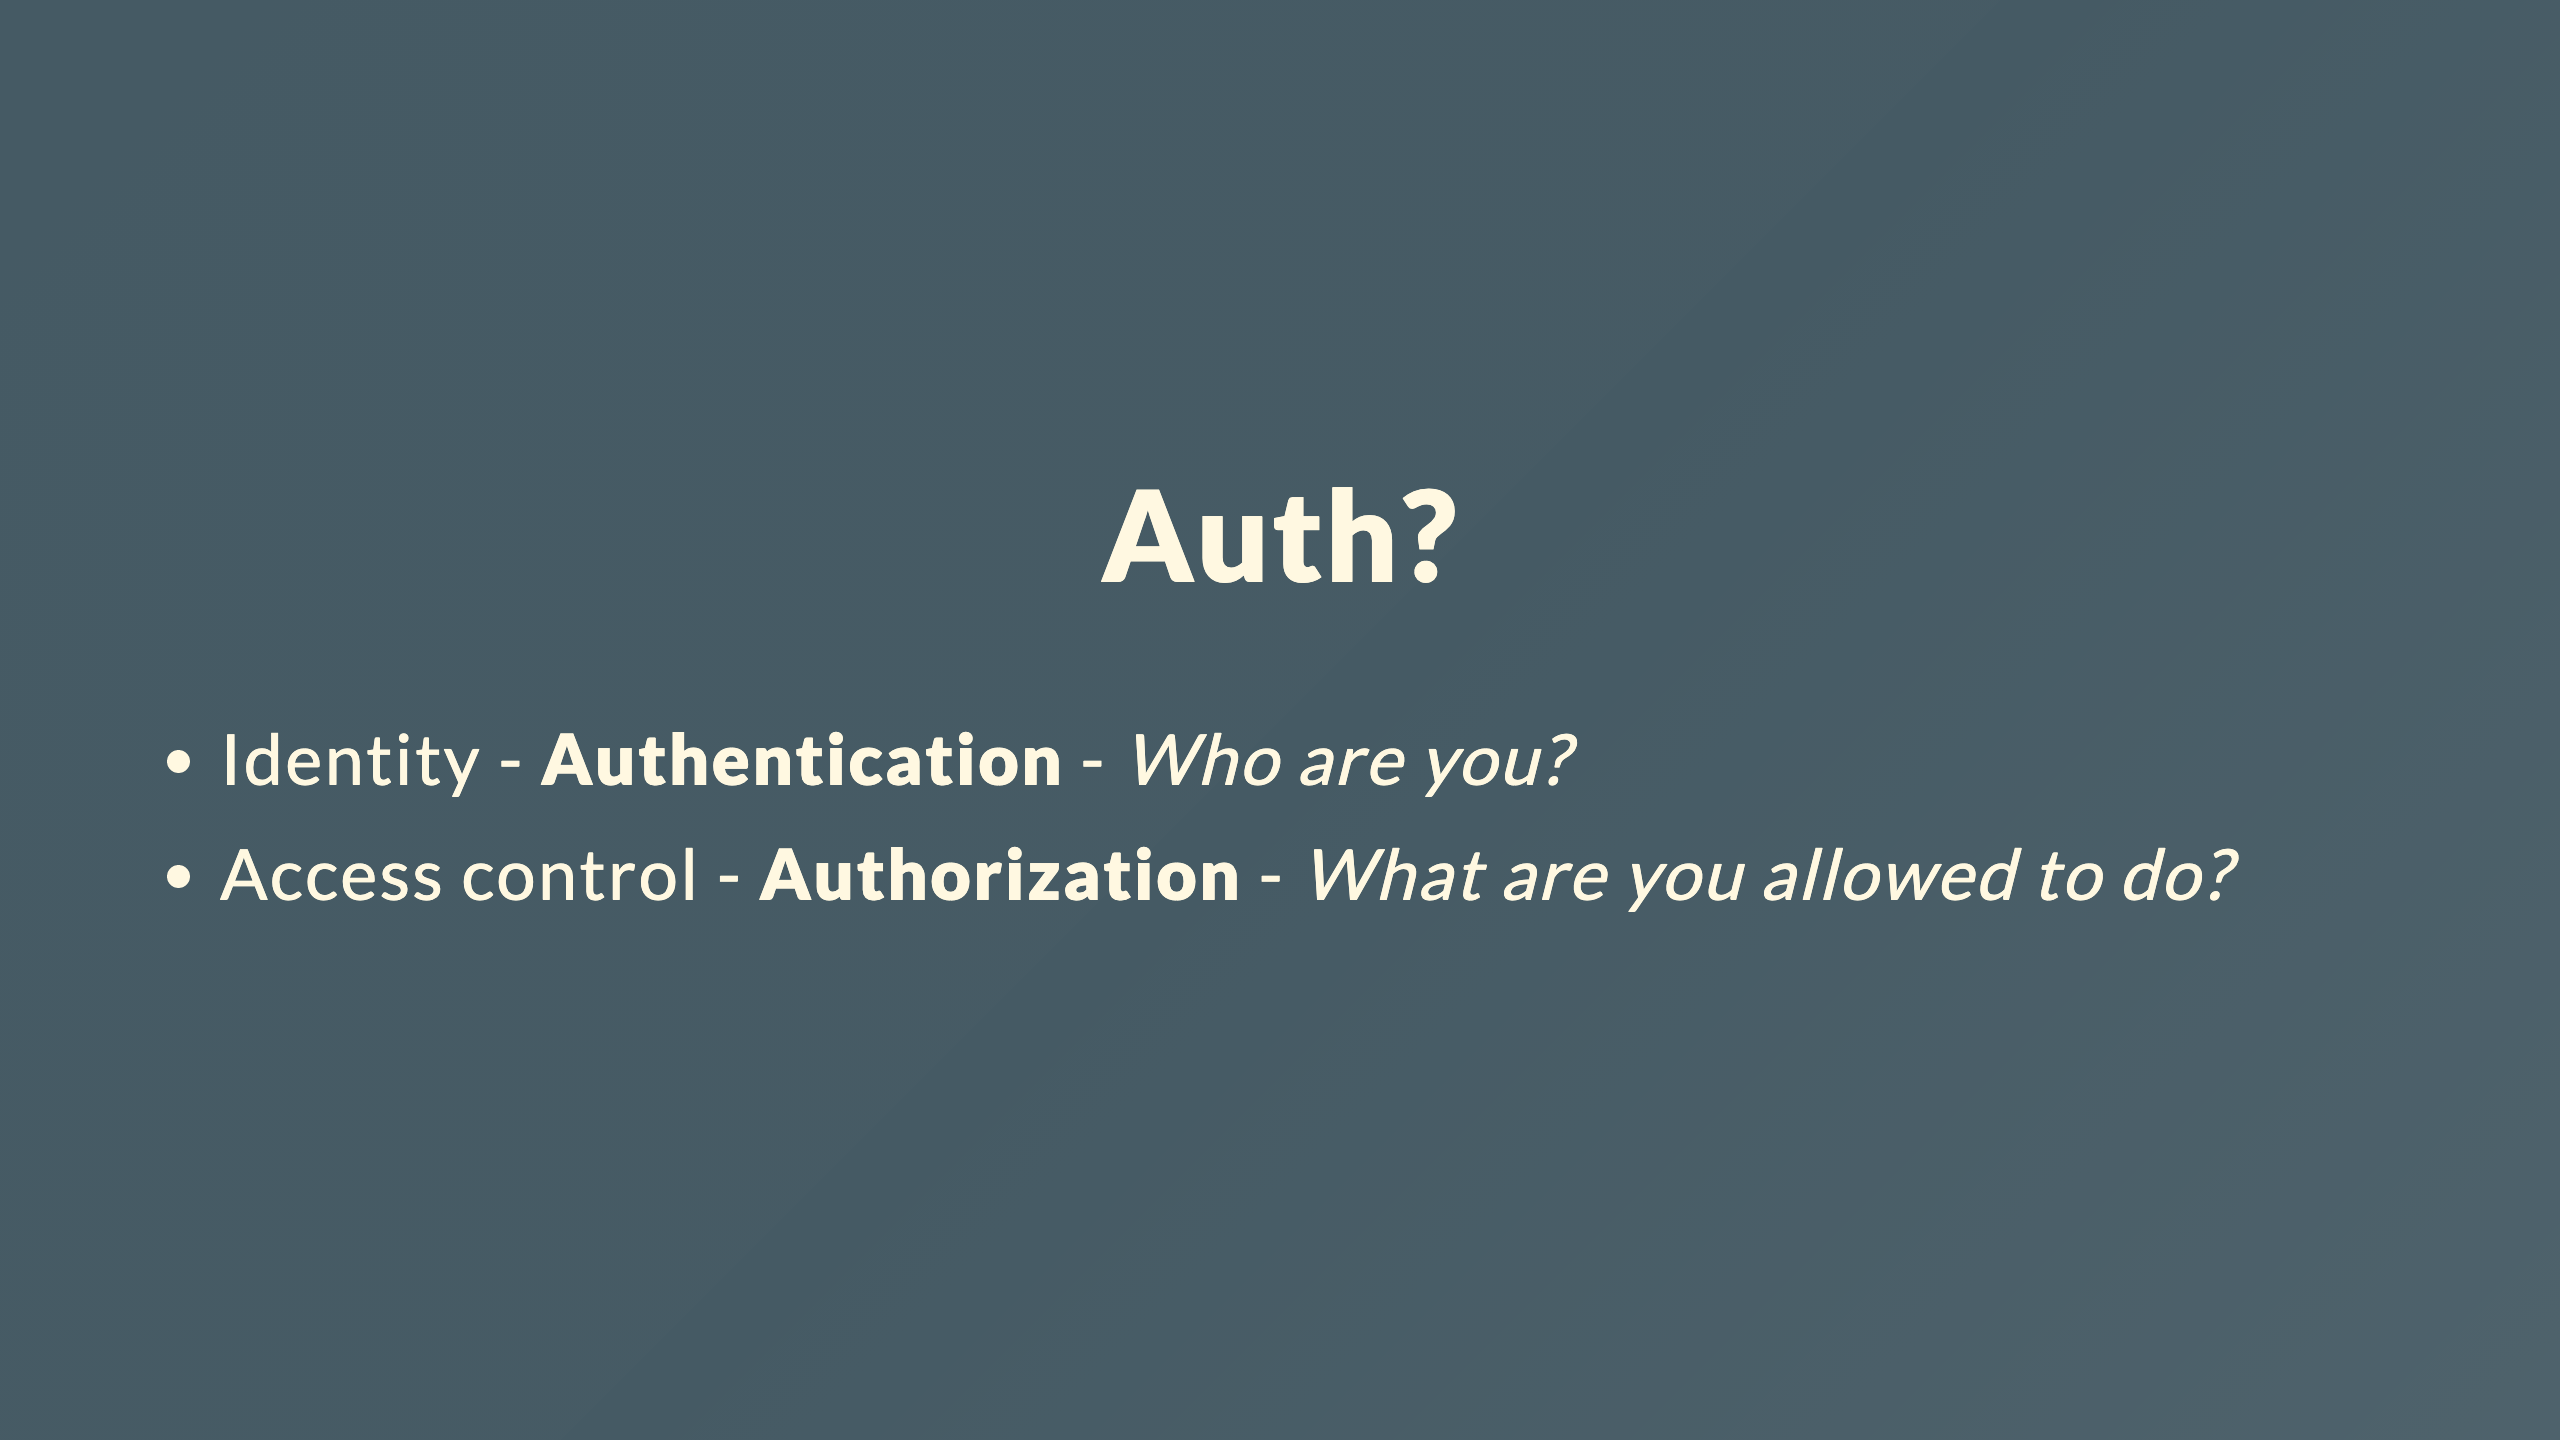 Auth?
• Identity - Authentication - Who are you?
• Access control - Authorization - What are you allowed to do?